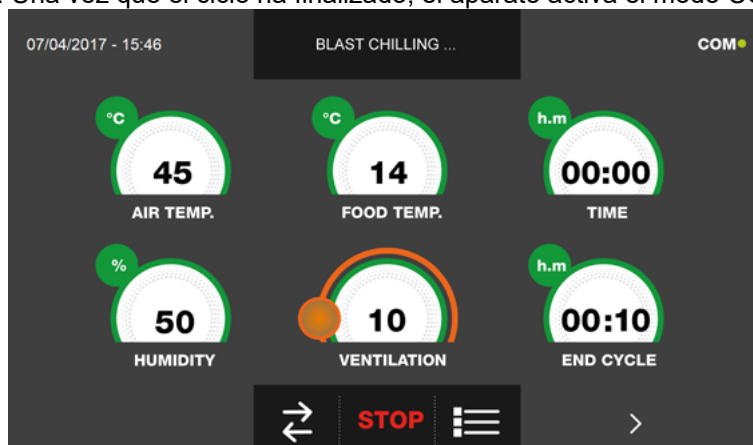 Una vez que el ciclo ha finalizado, el aparato activa el modo
07/04/2017 - 15:46
BLAST CHILLING ...
COM
°C
°C
h.m
45
14
00:00
AIR TEMP.
FOOD TEMP.
TIME
%
h.m
50
10
00:10
HUMIDITY
VENTILATION
END CYCLE
STOP